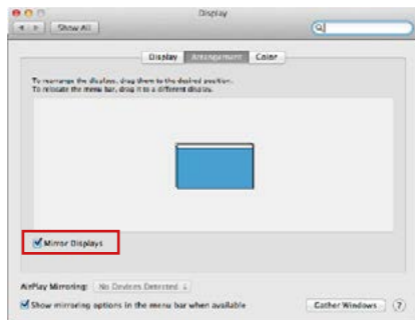 Display
Show All
Display Arrangement Color
To rearrange the displays, drag them to the desired position.
To relocate the menu bar, drag it to a different display.
Mirror Displays
AirPlay Mirroring: No Devices Detected
Show mirroring options in the menu bar when available
Gather Windows ?